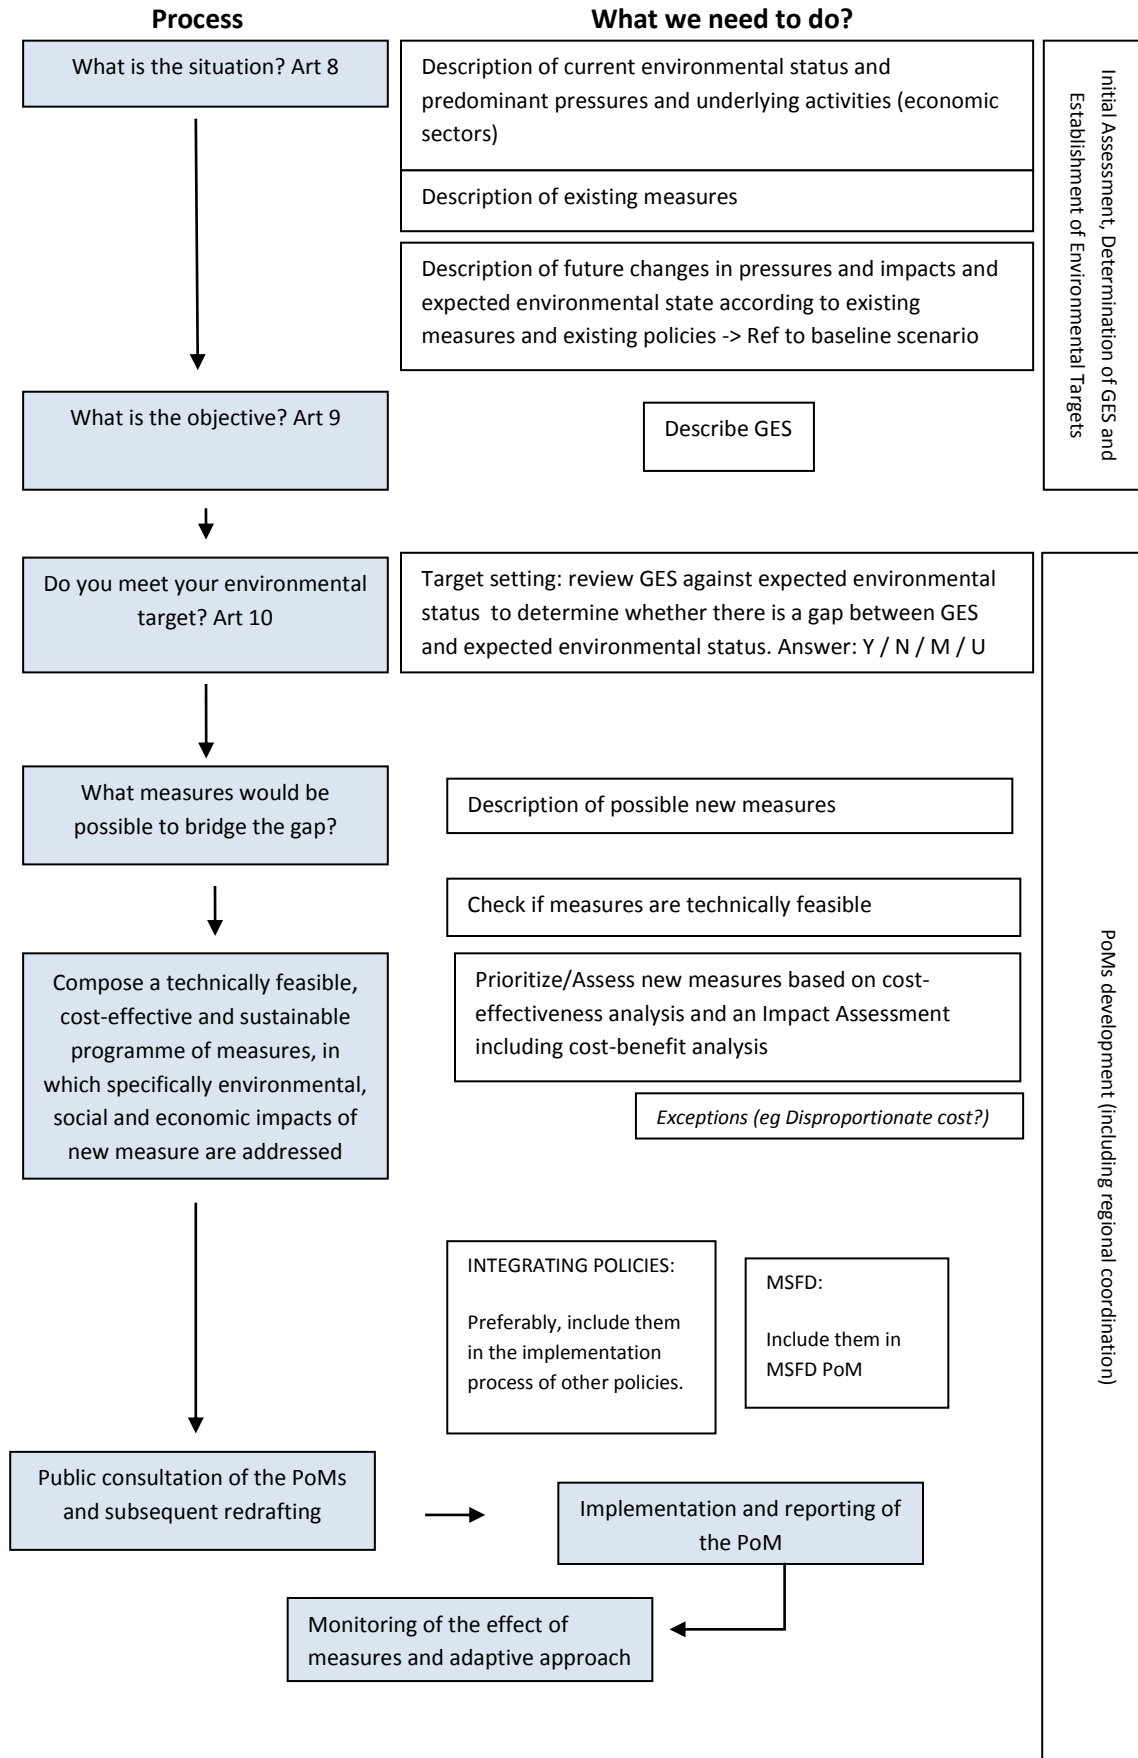 Process
What we need to do?
What is the situation? Art 8
Description of current environmental status and
predominant pressures and underlying activities (economic
sectors)
Description of existing measures
Description of future changes in pressures and impacts and
expected environmental state according to existing
measures and existing policies -> Ref to baseline scenario
Initial Assessment, Determination of GES and
Establishment of Environmental Targets
What is the objective? Art 9
Describe GES
Do you meet your environmental
target? Art 10
Target setting: review GES against expected environmental
status  to determine whether there is a gap between GES
and expected environmental status. Answer: Y / N / M / U
What measures would be
possible to bridge the gap?
Description of possible new measures
Check if measures are technically feasible
Compose a technically feasible,
cost-effective and sustainable
programme of measures, in
which specifically environmental,
social and economic impacts of
new measure are addressed
Prioritize/Assess new measures based on cost-
effectiveness analysis and an Impact Assessment
including cost-benefit analysis
Exceptions (eg Disproportionate cost?)
PoMs development (including regional coordination)
INTEGRATING POLICIES:
Preferably, include them
in the implementation
process of other policies.
MSFD:
Include them in
MSFD PoM
Public consultation of the PoMs
and subsequent redrafting
Implementation and reporting of
the PoM
Monitoring of the effect of
measures and adaptive approach